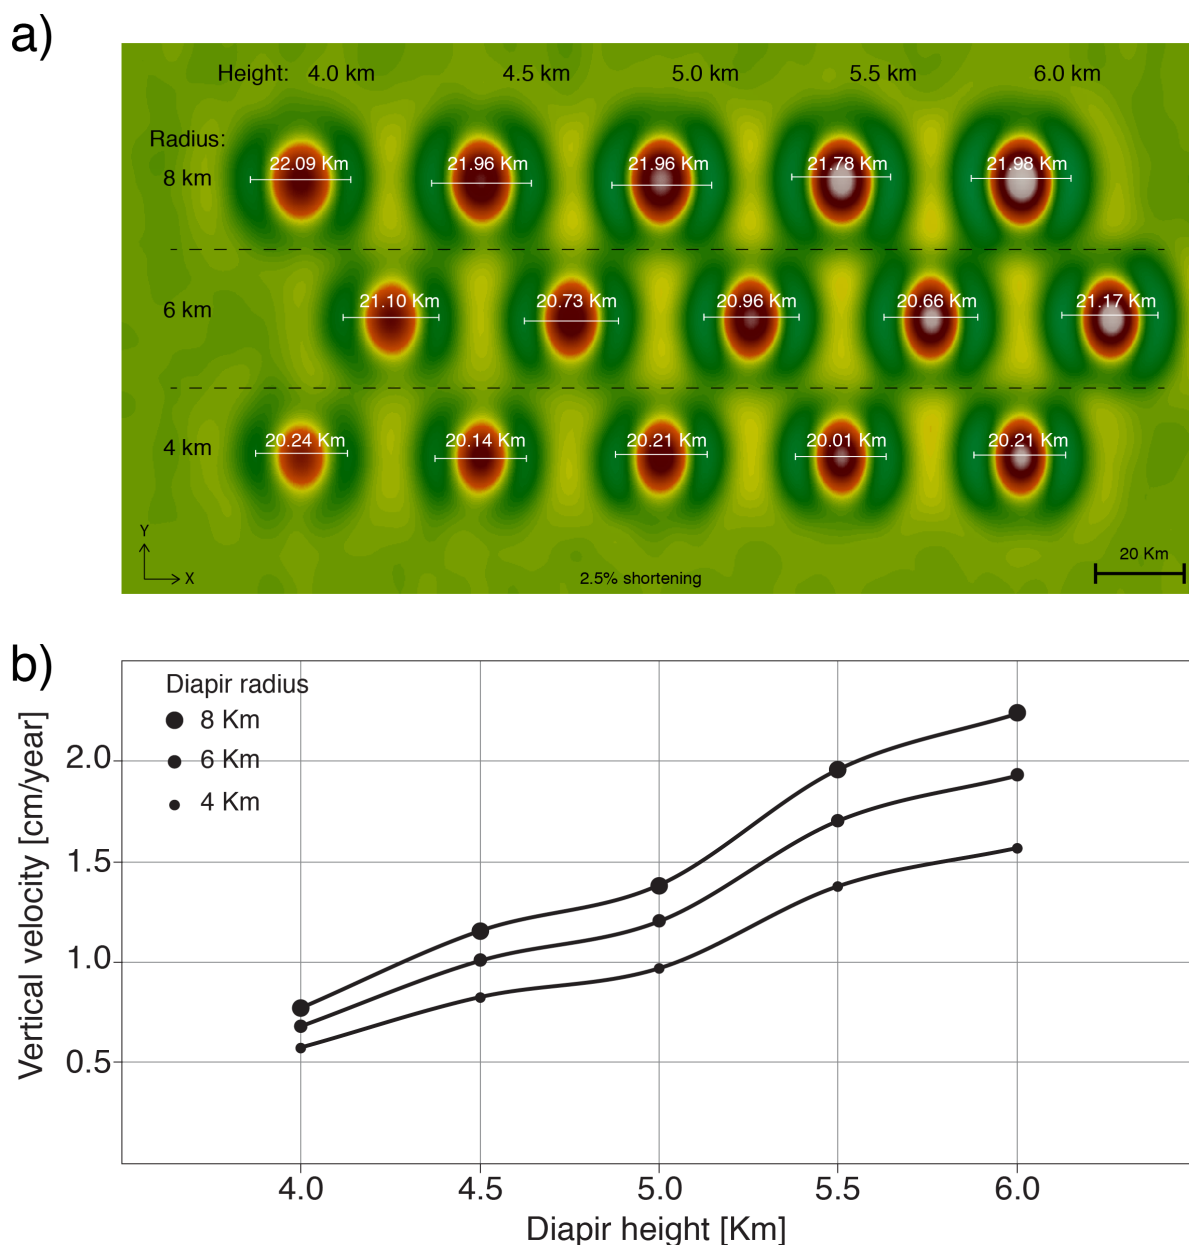 a)
Height: 4.0 km 4.5 km 5.0 km 5.5 km 6.0 km
Radius:
8 km 22.09 Km 21.96 Km 21.96 Km 21.78 Km 21.98 Km
6 km 21.10 Km 20.73 Km 20.96 Km 20.66 Km 21.17 Km
4 km 20.24 Km 20.14 Km 20.21 Km 20.01 Km 20.21 Km
Y
X
2.5% shortening
20 Km
b)
Diapir radius
8 Km
6 Km
4 Km
Vertical velocity [cm/year]
2.0
1.5
1.0
0.5
4.0 4.5 5.0 5.5 6.0
Diapir height [Km]